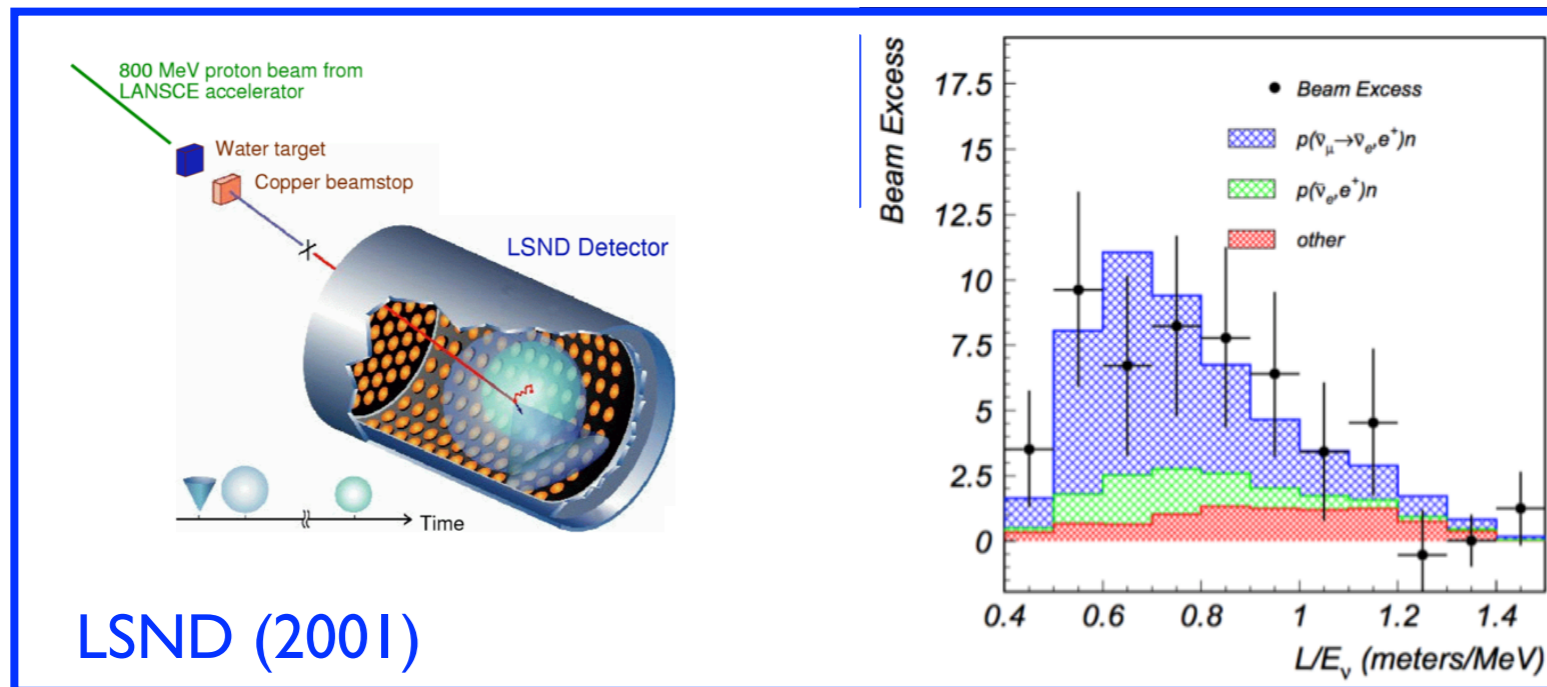 800 MeV proton beam from
LANSCE accelerator
Water target
Copper beamstop
LSND Detector
Time
LSND (2001)
Beam Excess
17.5
15
12.5
10
7.5
5
2.5
0
Beam Excess
p(ν̄μ→ν̄e,e+)n
p(ν̄e,e+)n
other
0.4 0.6 0.8 1 1.2 1.4
L/Eν (meters/MeV)